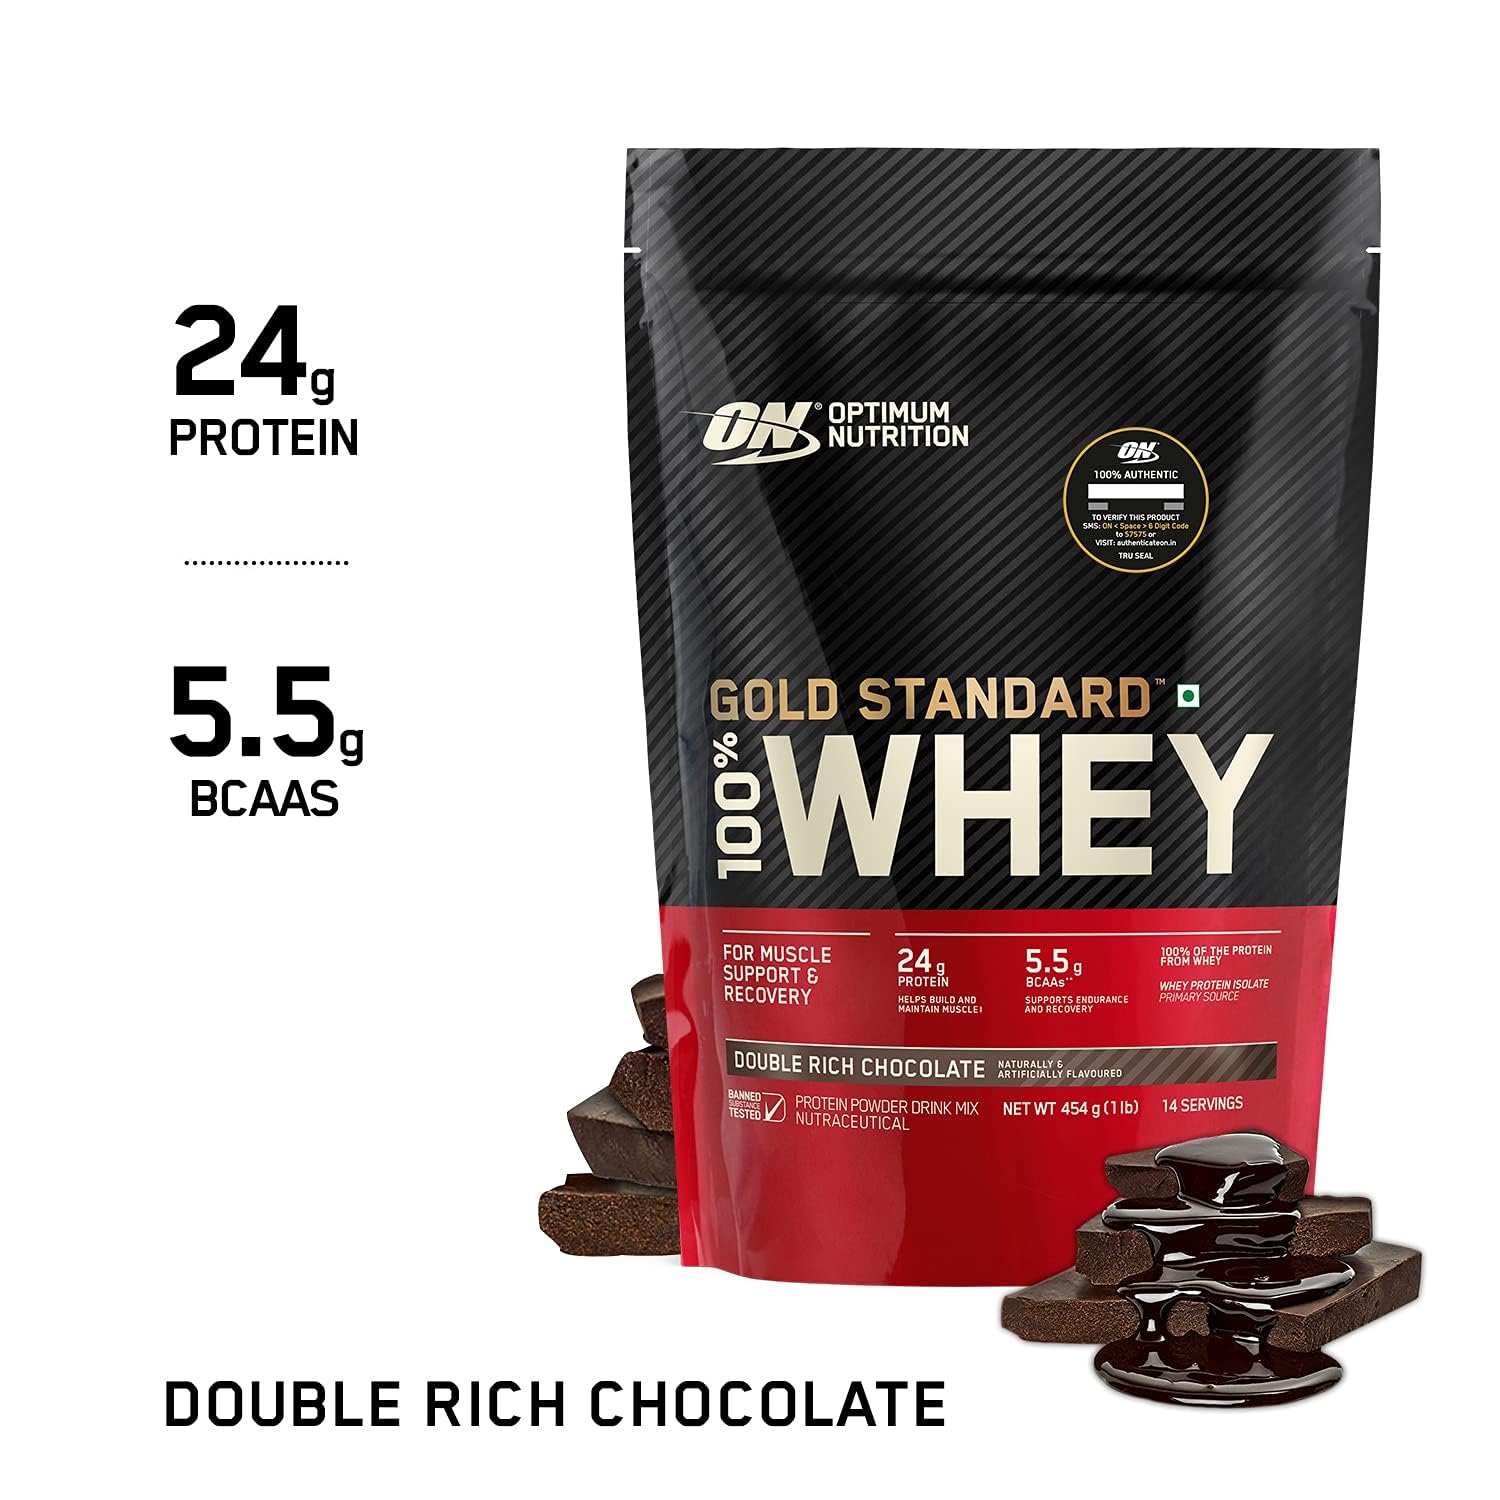 24g
PROTEIN
5.5g
BCAAS
ON® OPTIMUM
NUTRITION
ON
100% AUTHENTIC
TO VERIFY THIS PRODUCT
SMS: ON < Space > 6 Digit Code
to 57575 or
VISIT: authenticateon.in
TRU SEAL
GOLD STANDARD™
100% WHEY
FOR MUSCLE
SUPPORT &
RECOVERY
24g
PROTEIN
HELPS BUILD AND
MAINTAIN MUSCLE
5.5g
BCAAs
SUPPORTS ENDURANCE
AND RECOVERY
100% OF THE PROTEIN
FROM WHEY
WHEY PROTEIN ISOLATE
PRIMARY SOURCE
DOUBLE RICH CHOCOLATE
NATURALLY &
ARTIFICIALLY FLAVOURED
BANNED
SUBSTANCE
TESTED
PROTEIN POWDER DRINK MIX
NUTRACEUTICAL
NET WT 454 g (1 lb)
14 SERVINGS
DOUBLE RICH CHOCOLATE